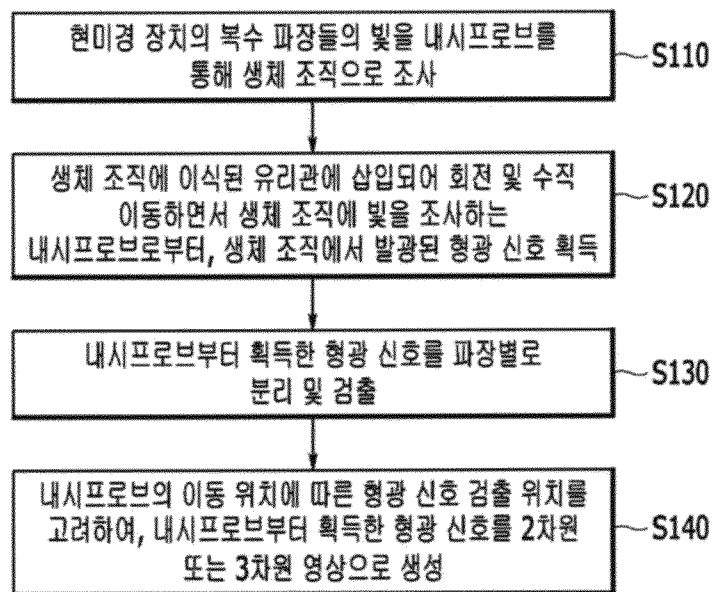 현미경 장치의 복수 파장들의 빛을 내시프로브를
통해 생체 조직으로 조사
S110
생체 조직에 이식된 유리관에 삽입되어 회전 및 수직
이동하면서 생체 조직에 빛을 조사하는
내시프로브로부터, 생체 조직에서 발광된 형광 신호 획득
S120
내시프로브부터 획득한 형광 신호를 파장별로
분리 및 검출
S130
내시프로브의 이동 위치에 따른 형광 신호 검출 위치를
고려하여, 내시프로브부터 획득한 형광 신호를 2차원
또는 3차원 영상으로 생성
S140